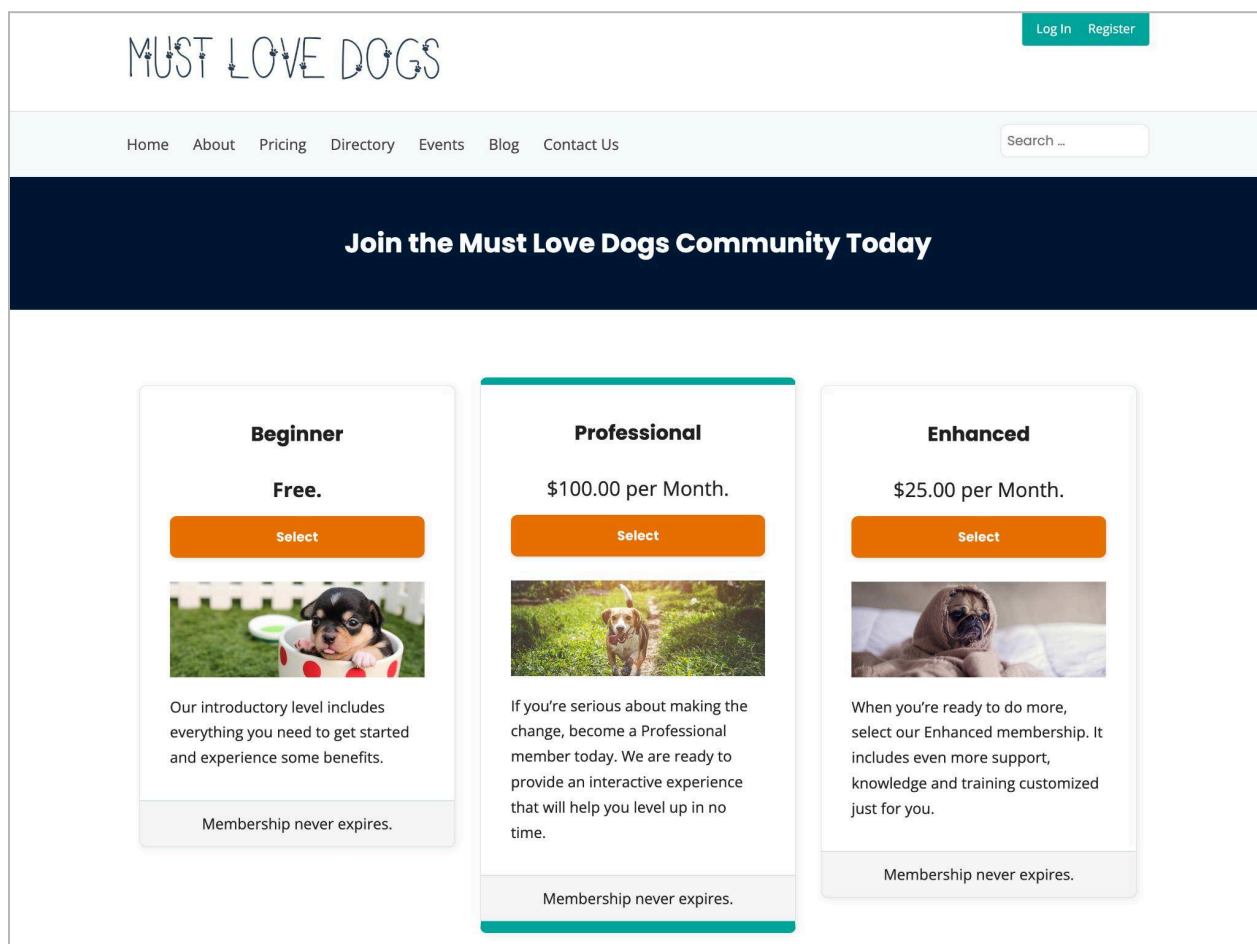 MUST LOVE DOGS
Log In Register
Home About Pricing Directory Events Blog Contact Us
Search ...
Join the Must Love Dogs Community Today
Beginner
Free.
Select
Our introductory level includes
everything you need to get started
and experience some benefits.
Membership never expires.
Professional
$100.00 per Month.
Select
If you’re serious about making the
change, become a Professional
member today. We are ready to
provide an interactive experience
that will help you level up in no
time.
Membership never expires.
Enhanced
$25.00 per Month.
Select
When you’re ready to do more,
select our Enhanced membership. It
includes even more support,
knowledge and training customized
just for you.
Membership never expires.